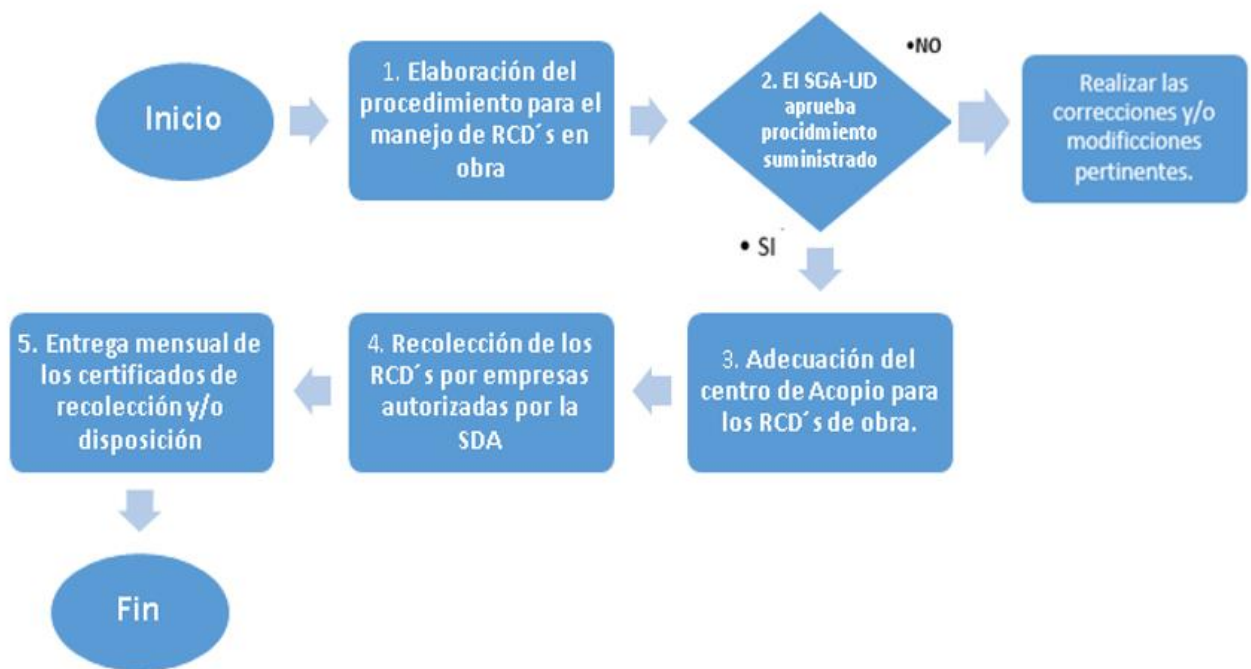 Inicio
1. Elaboración del
procedimiento para el
manejo de RCD´s en
obra
2. El SGA-UD
aprueba
procidmiento
suministrado
•NO
Realizar las
correcciones y/o
modificciones
pertinentes.
• SI
3. Adecuación del
centro de Acopio para
los RCD´s de obra.
4. Recolección de los
RCD´s por empresas
autorizadas por la
SDA
5. Entrega mensual de
los certificados de
recolección y/o
disposición
Fin